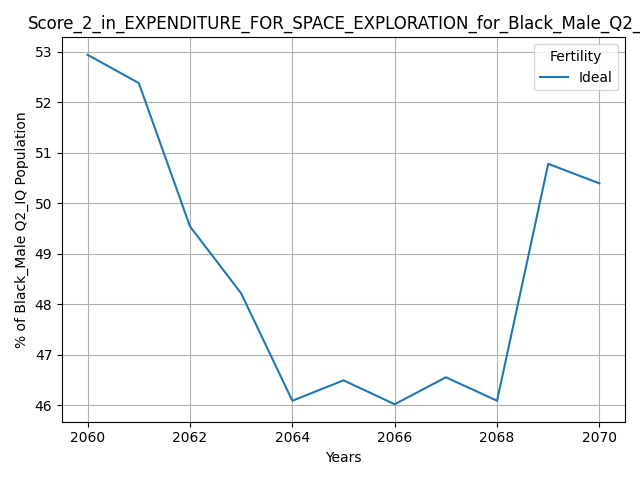 Score_2_in_EXPENDITURE_FOR_SPACE_EXPLORATION_for_Black_Male_Q2_
53
52
51
50
49
48
47
46
% of Black_Male Q2_IQ Population
Fertility
Ideal
2060 2062 2064 2066 2068 2070
Years